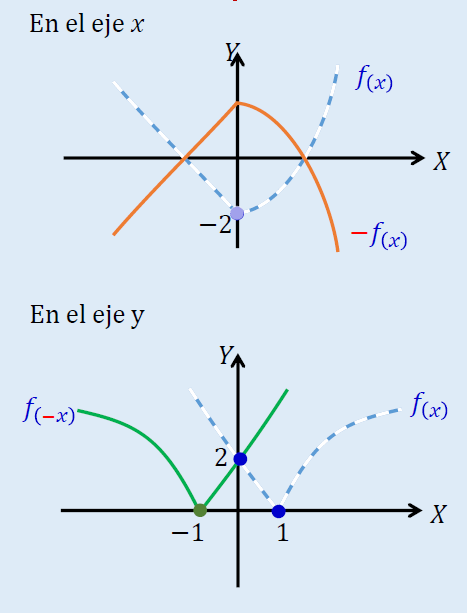 En el eje x
Y
f(x)
X
−2
−f(x)
En el eje y
Y
f(−x)
f(x)
2
X
−1
1